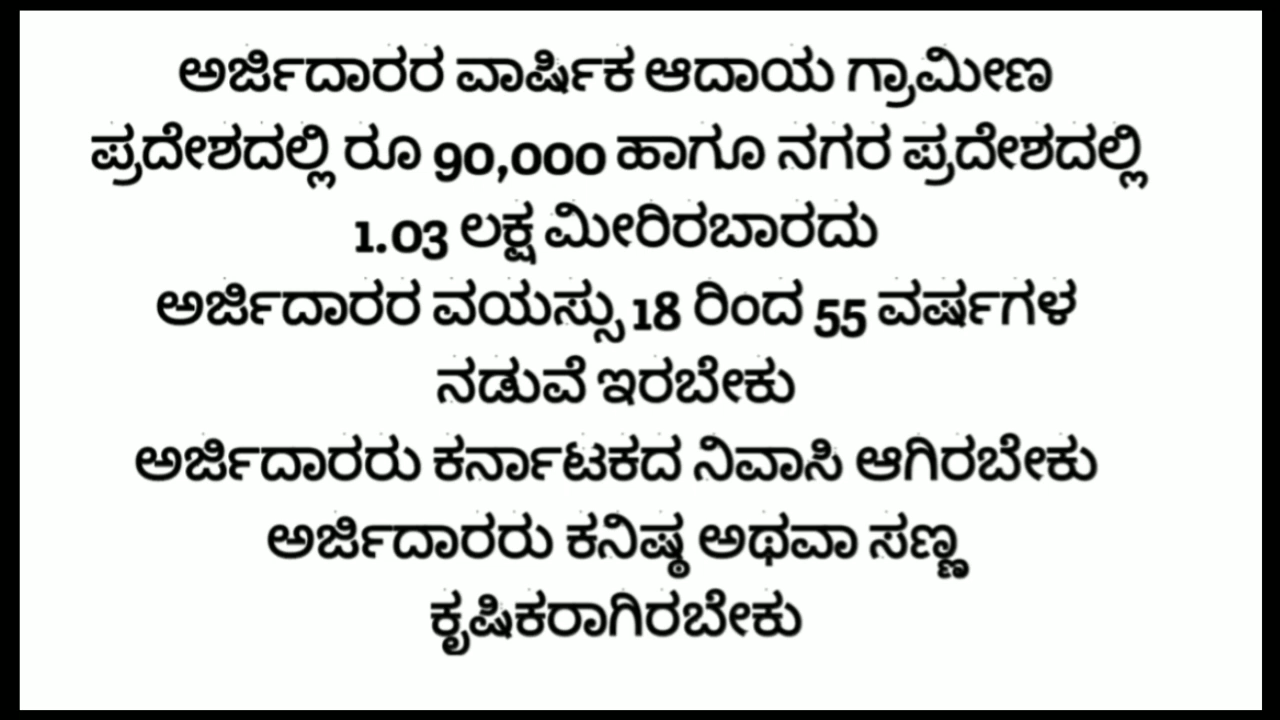 ಅರ್ಜಿದಾರರ ವಾರ್ಷಿಕ ಆದಾಯ ಗ್ರಾಮೀಣ
ಪ್ರದೇಶದಲ್ಲಿ ರೂ 90,000 ಹಾಗೂ ನಗರ ಪ್ರದೇಶದಲ್ಲಿ
1.03 ಲಕ್ಷ ಮೀರಿರಬಾರದು
ಅರ್ಜಿದಾರರ ವಯಸ್ಸು 18 ರಿಂದ 55 ವರ್ಷಗಳ
ನಡುವೆ ಇರಬೇಕು
ಅರ್ಜಿದಾರರು ಕರ್ನಾಟಕದ ನಿವಾಸಿ ಆಗಿರಬೇಕು
ಅರ್ಜಿದಾರರು ಕನಿಷ್ಠ ಅಥವಾ ಸಣ್ಣ
ಕೃಷಿಕರಾಗಿರಬೇಕು